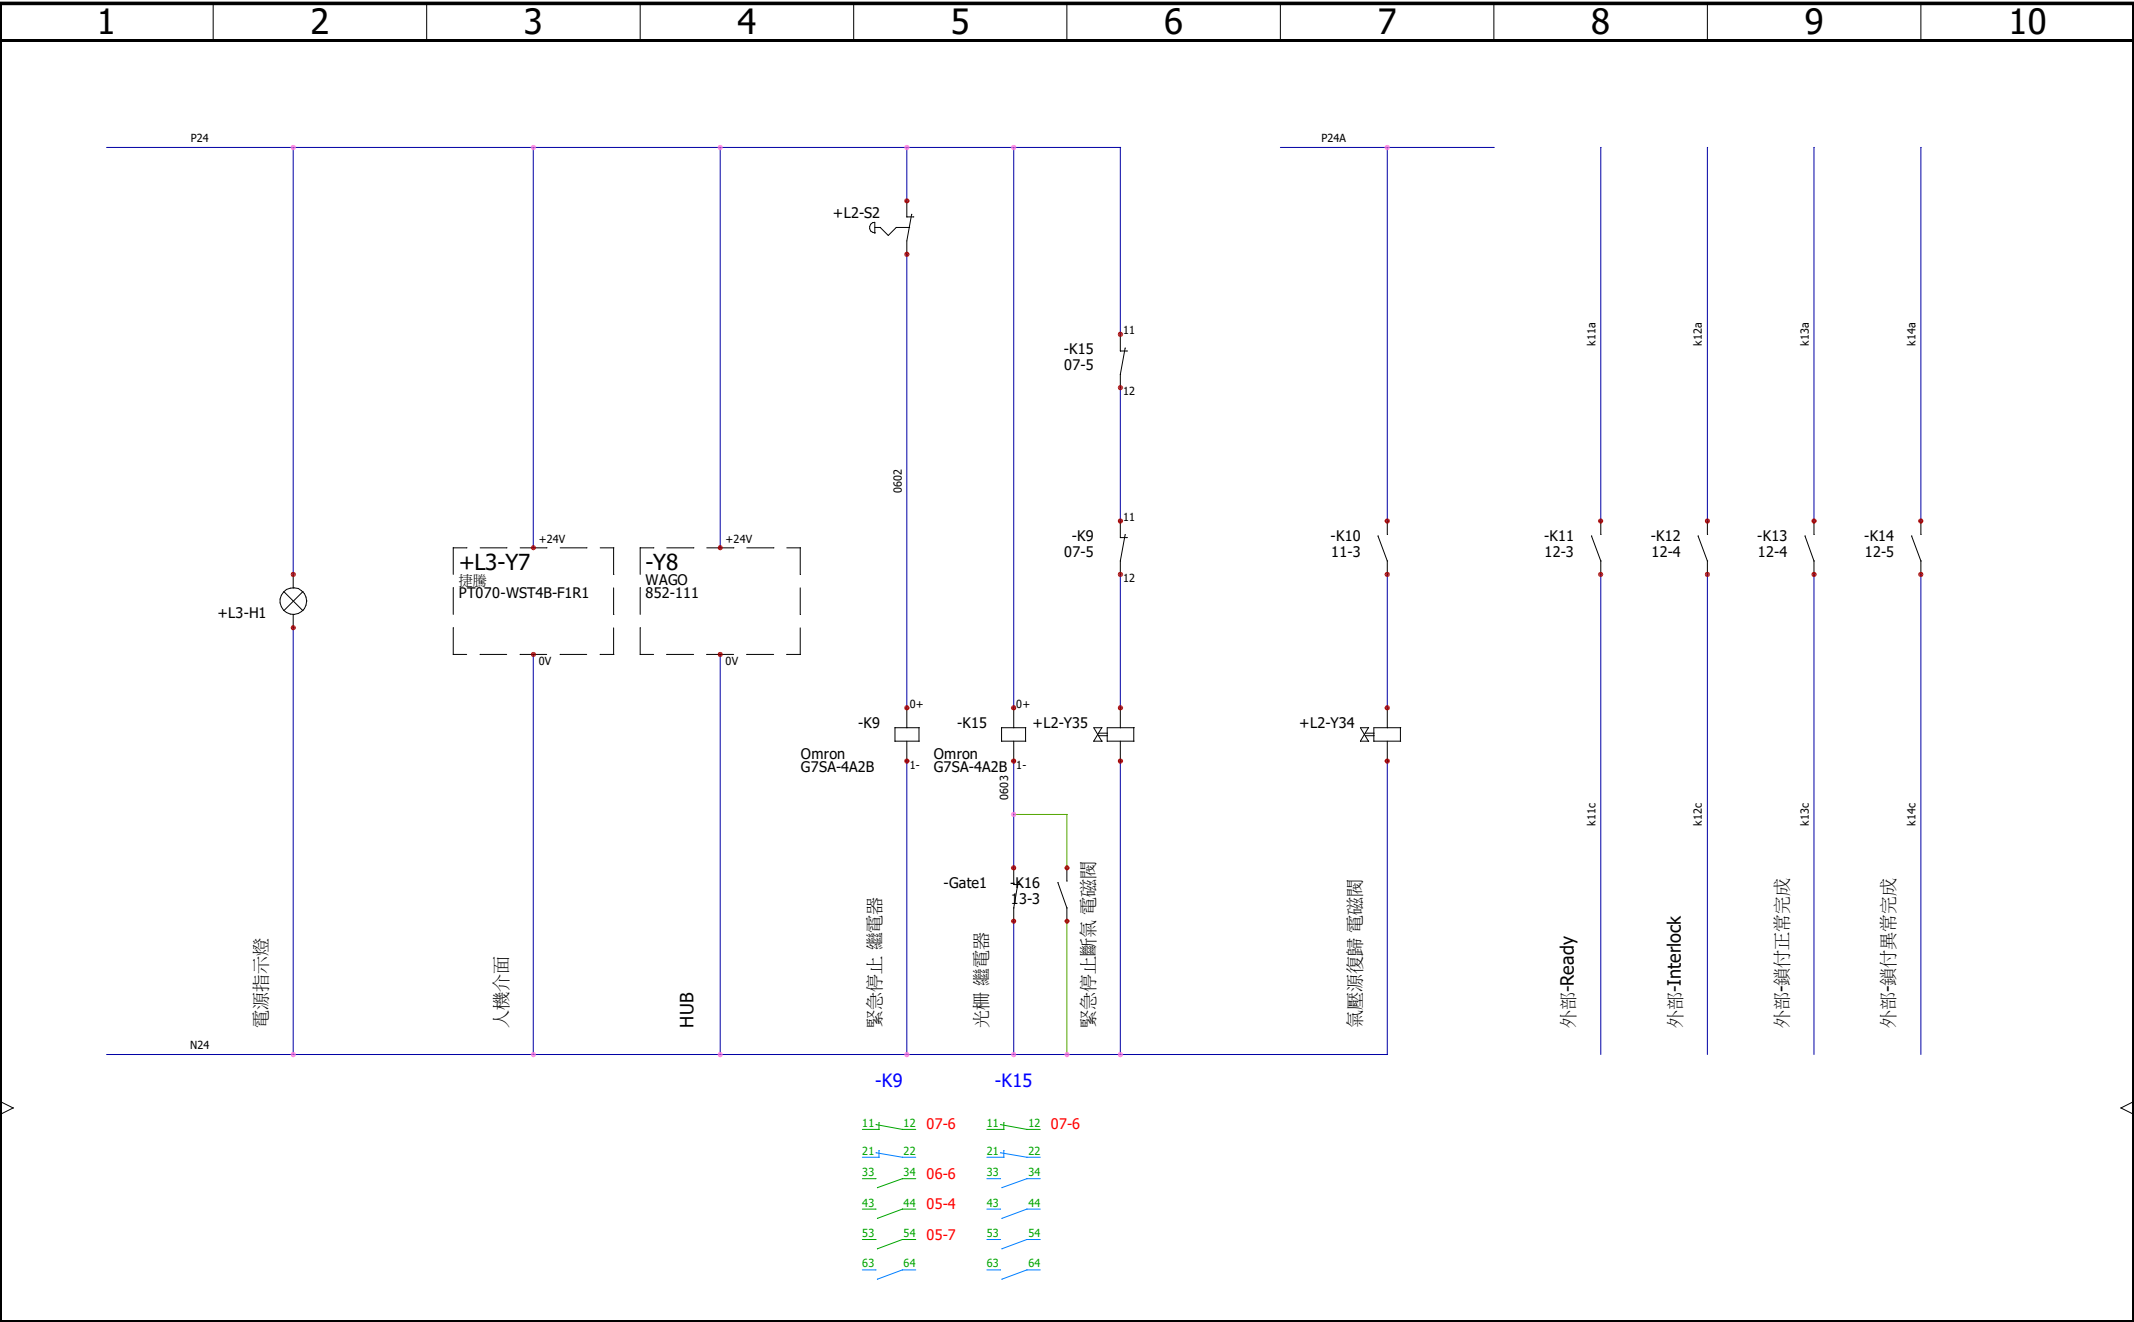 1 2 3 4 5 6 7 8 9 10
P24
P24A
+L2-S2
k11a
k12a
k13a
k14a
11
-K15
07-5
12
0602
11
-K9
07-5
12
-K10
11-3
-K11
12-3
-K12
12-4
-K13
12-4
-K14
12-5
+24V
+L3-Y7
捷騰
PT070-WST4B-F1R1
0V
+24V
-Y8
WAGO
852-111
0V
+L3-H1
0+
-K9
Omron
G7SA-4A2B
1-
0+
-K15
Omron
G7SA-4A2B
1-
0603
+L2-Y35
+L2-Y34
k11c
k12c
k13c
k14c
-Gate1
-K16
13-3
電源指示燈
人機介面
HUB
緊急停止 繼電器
光柵 繼電器
緊急停止斷氣 電磁閥
氣壓源復歸 電磁閥
外部-Ready
外部-Interlock
外部-鎖付正常完成
外部-鎖付異常完成
N24
-K9
11 12 07-6
21 22
33 34 06-6
43 44 05-4
53 54 05-7
63 64
-K15
11 12 07-6
21 22
33 34
43 44
53 54
63 64